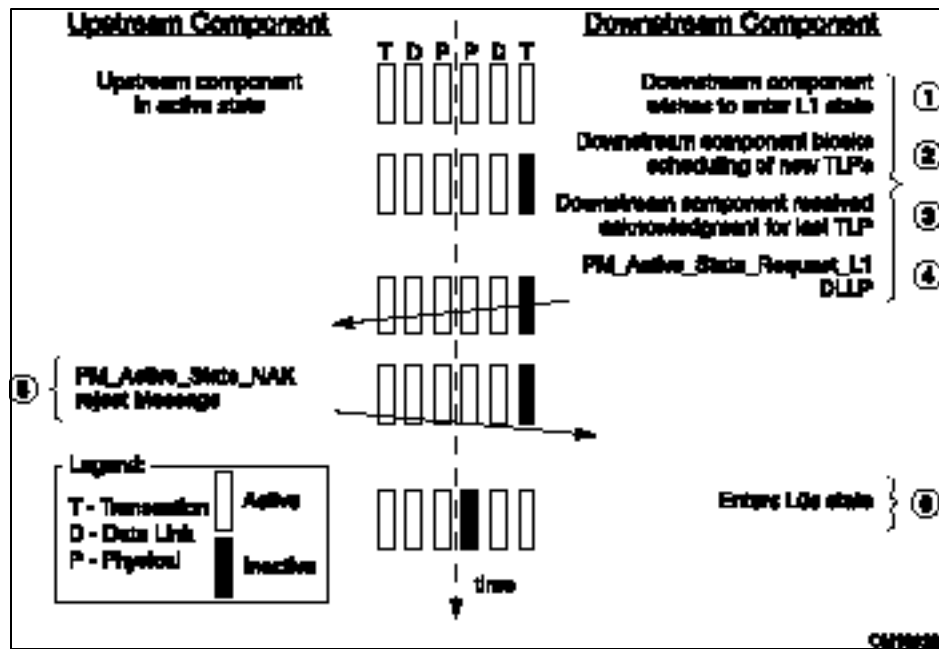 Upstream Component
Downstream Component
T D P P D T
Upstream component
in active state
Downstream component
wishes to enter L1 state
1
Downstream component blocks
scheduling of new TLPs
2
Downstream component received
acknowledgment for last TLP
3
PM_Active_State_Request_L1
DLLP
4
5
PM_Active_State_NAK
reject Message
Legend:
T - Transaction
D - Data Link
P - Physical
Active
Inactive
Enters L0s state
6
time